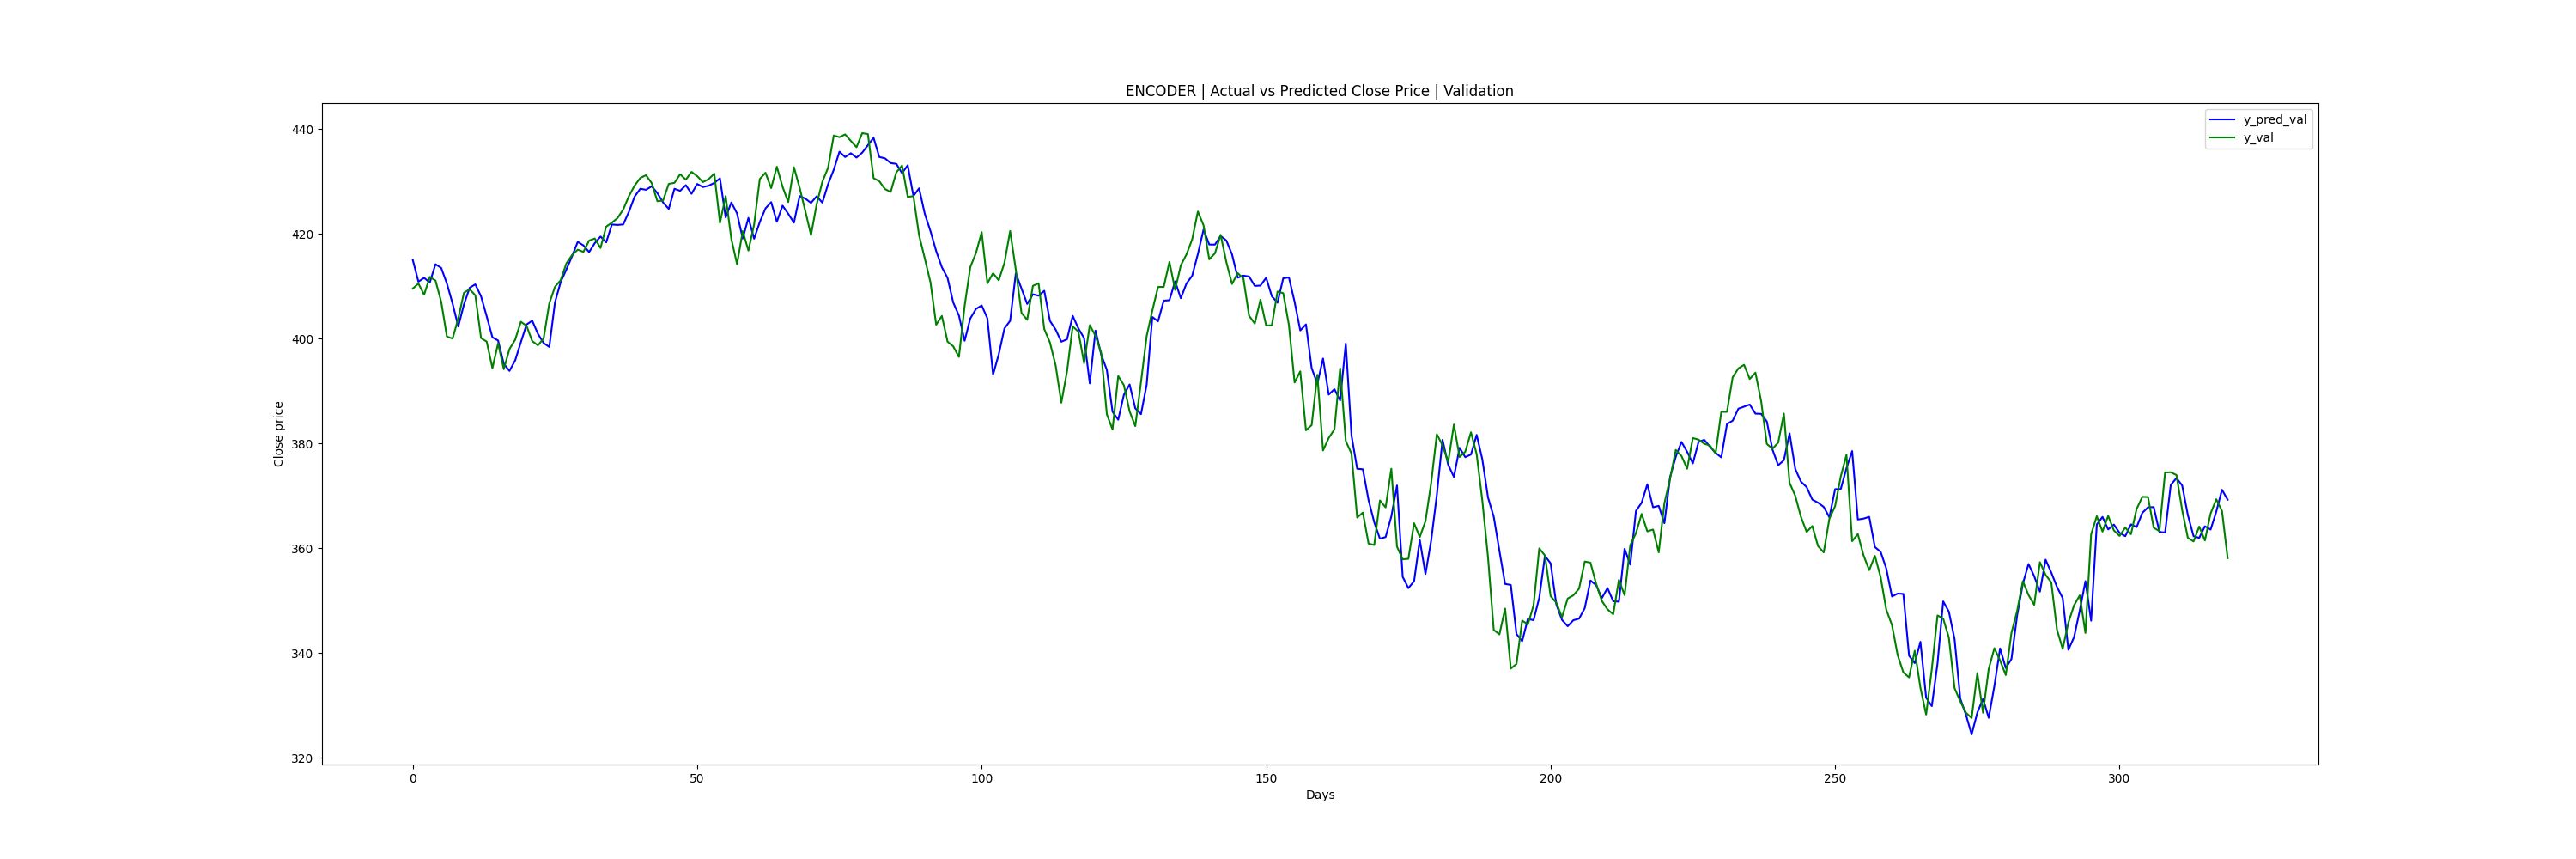 ENCODER | Actual vs Predicted Close Price | Validation
y_pred_val
y_val
Close price
440
420
400
380
360
340
320
0 50 100 150 200 250 300
Days